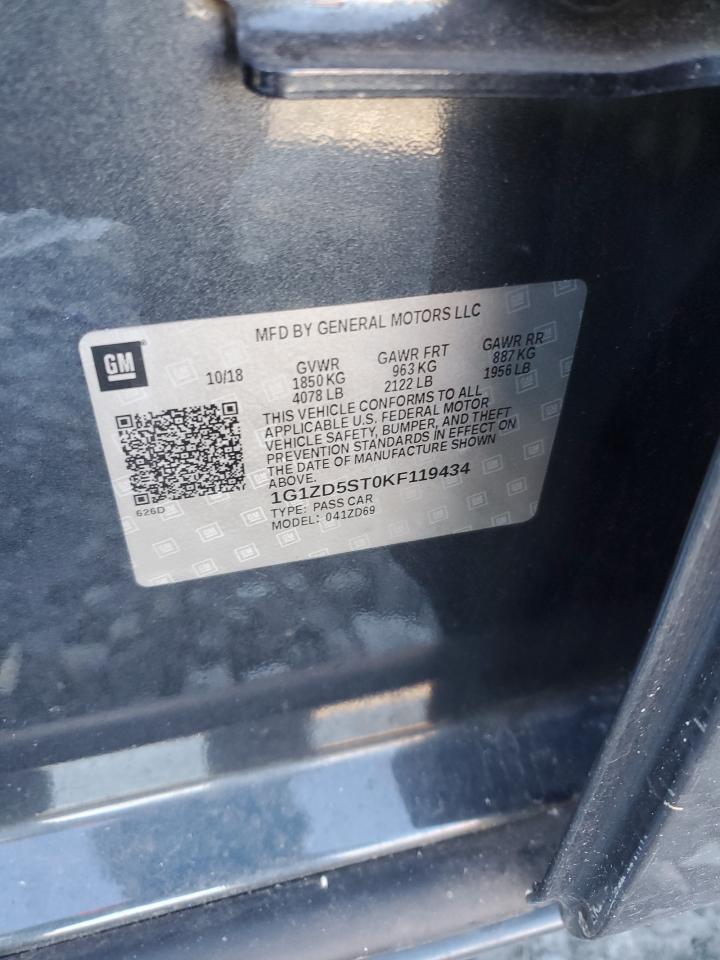 MFD BY GENERAL MOTORS LLC
GM
10/18
GVWR
1850 KG
4078 LB
GAWR FRT
963 KG
2122 LB
GAWR RR
887 KG
1956 LB
THIS VEHICLE CONFORMS TO ALL
APPLICABLE U.S. FEDERAL MOTOR
VEHICLE SAFETY, BUMPER, AND THEFT
PREVENTION STANDARDS IN EFFECT ON
THE DATE OF MANUFACTURE SHOWN
ABOVE.
1G1ZD5ST0KF119434
TYPE: PASS CAR
MODEL: 041ZD69
626D